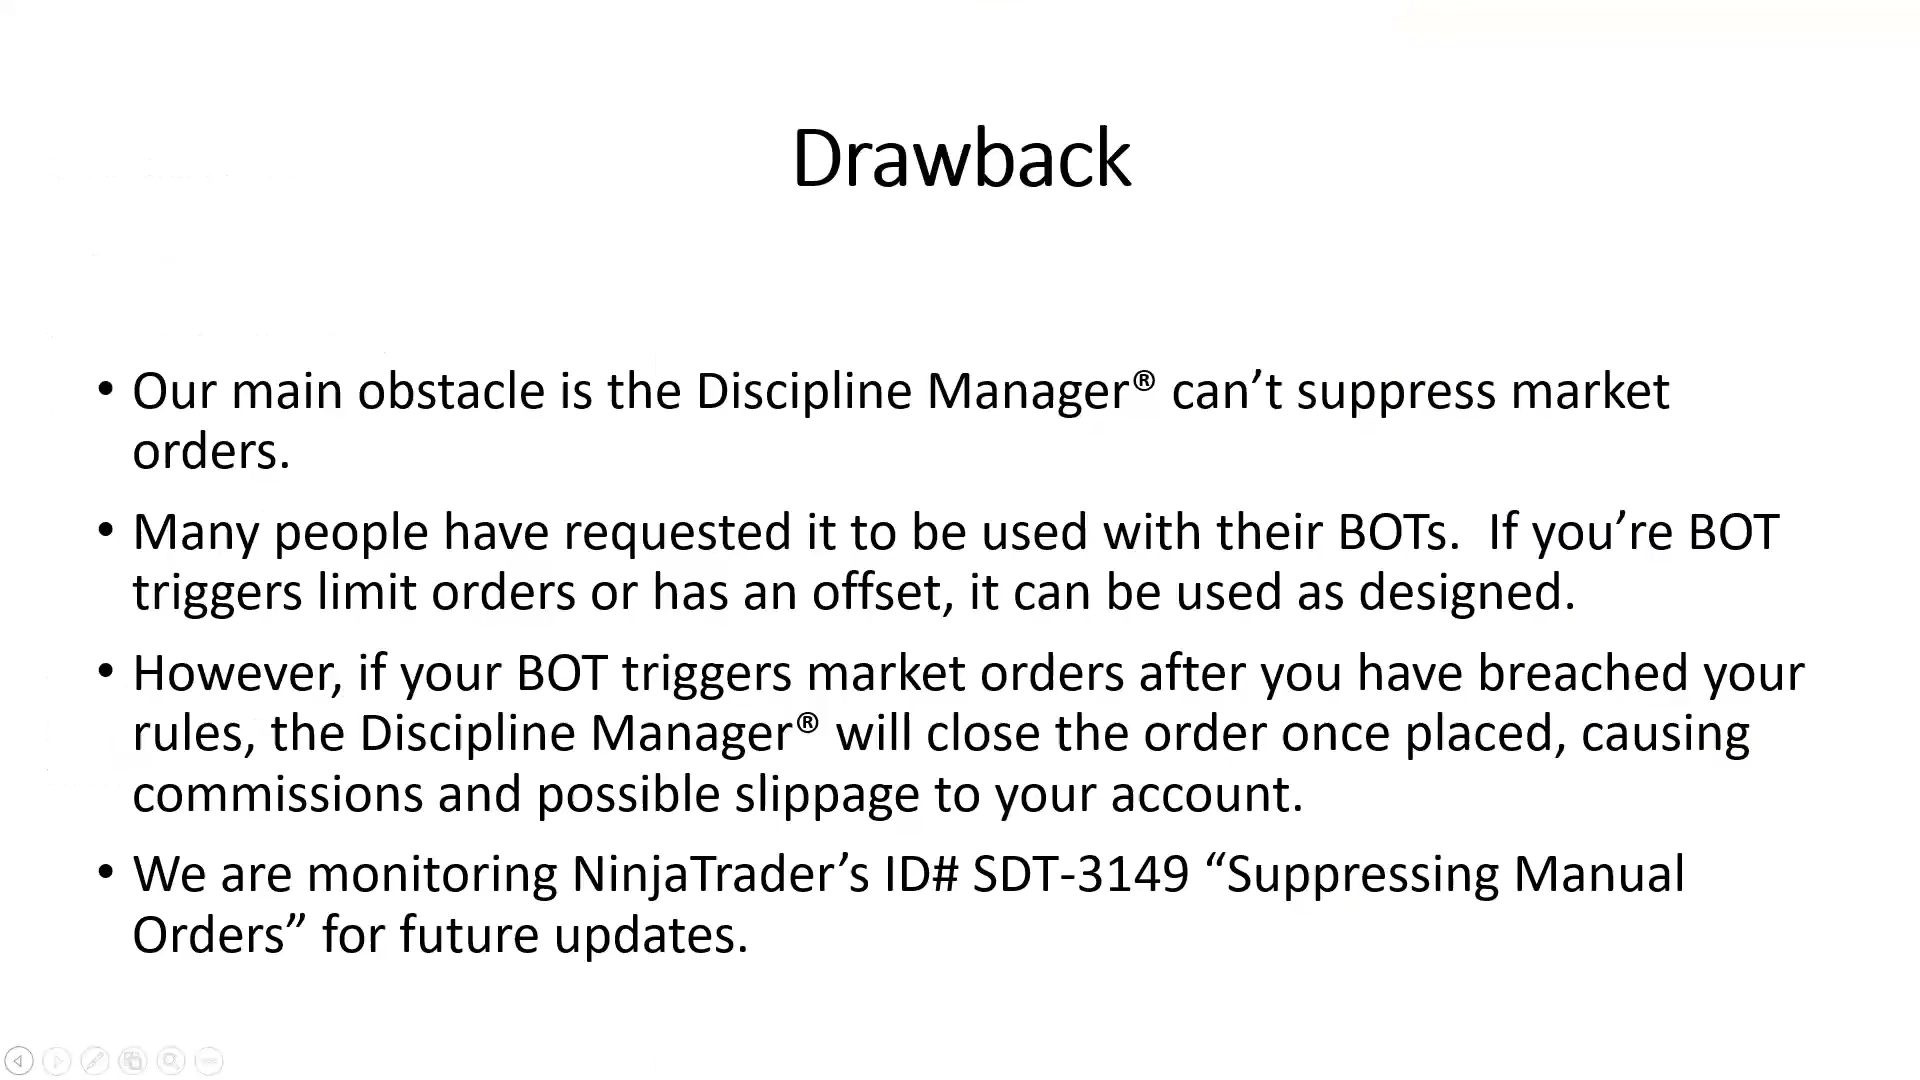 Drawback
• Our main obstacle is the Discipline Manager® can’t suppress market
orders.
• Many people have requested it to be used with their BOTs.  If you’re BOT
triggers limit orders or has an offset, it can be used as designed.
• However, if your BOT triggers market orders after you have breached your
rules, the Discipline Manager® will close the order once placed, causing
commissions and possible slippage to your account.
• We are monitoring NinjaTrader’s ID# SDT-3149 “Suppressing Manual
Orders” for future updates.